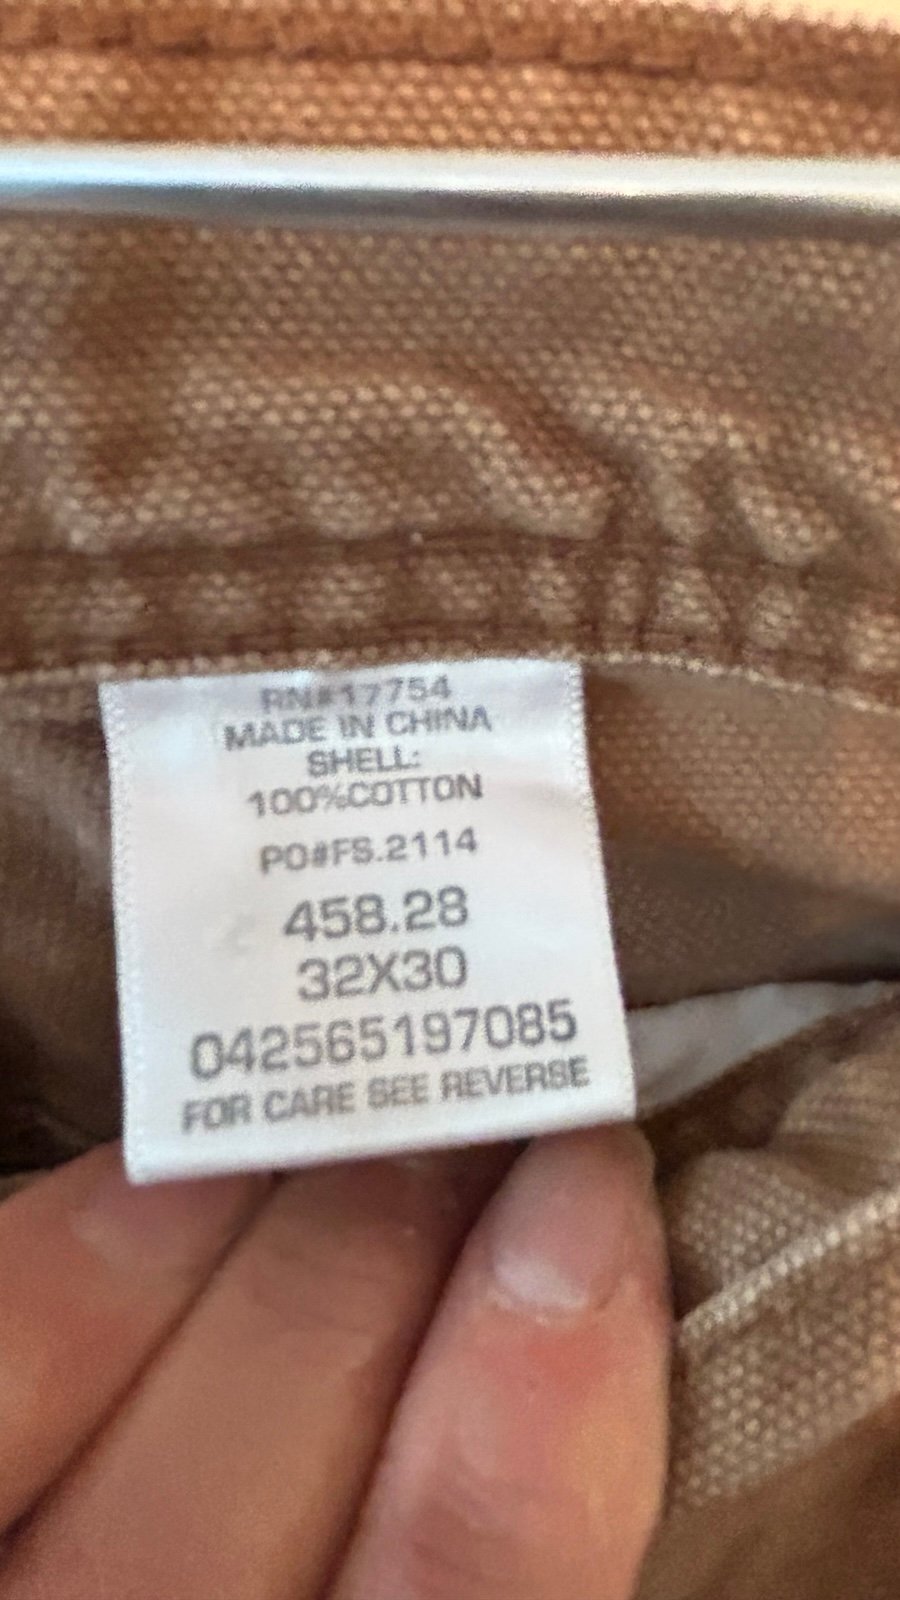 RN#17754
MADE IN CHINA
SHELL:
100%COTTON
PO#FS.2114
458.28
32X30
042565197085
FOR CARE SEE REVERSE